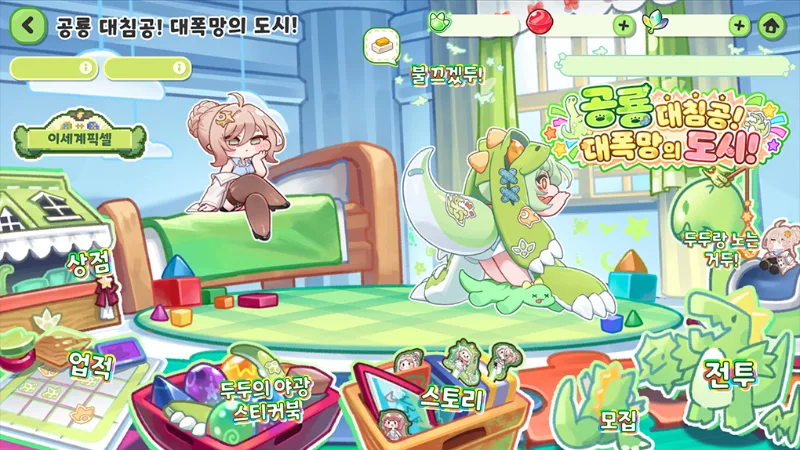 공룡 대침공! 대폭망의 도시!
불 끄겠두!
이세계픽셀
공룡 대침공!
대폭망의 도시!
두두랑 노는
거두!
상점
업적
두두의 야광
스티커북
스토리
모집
전투